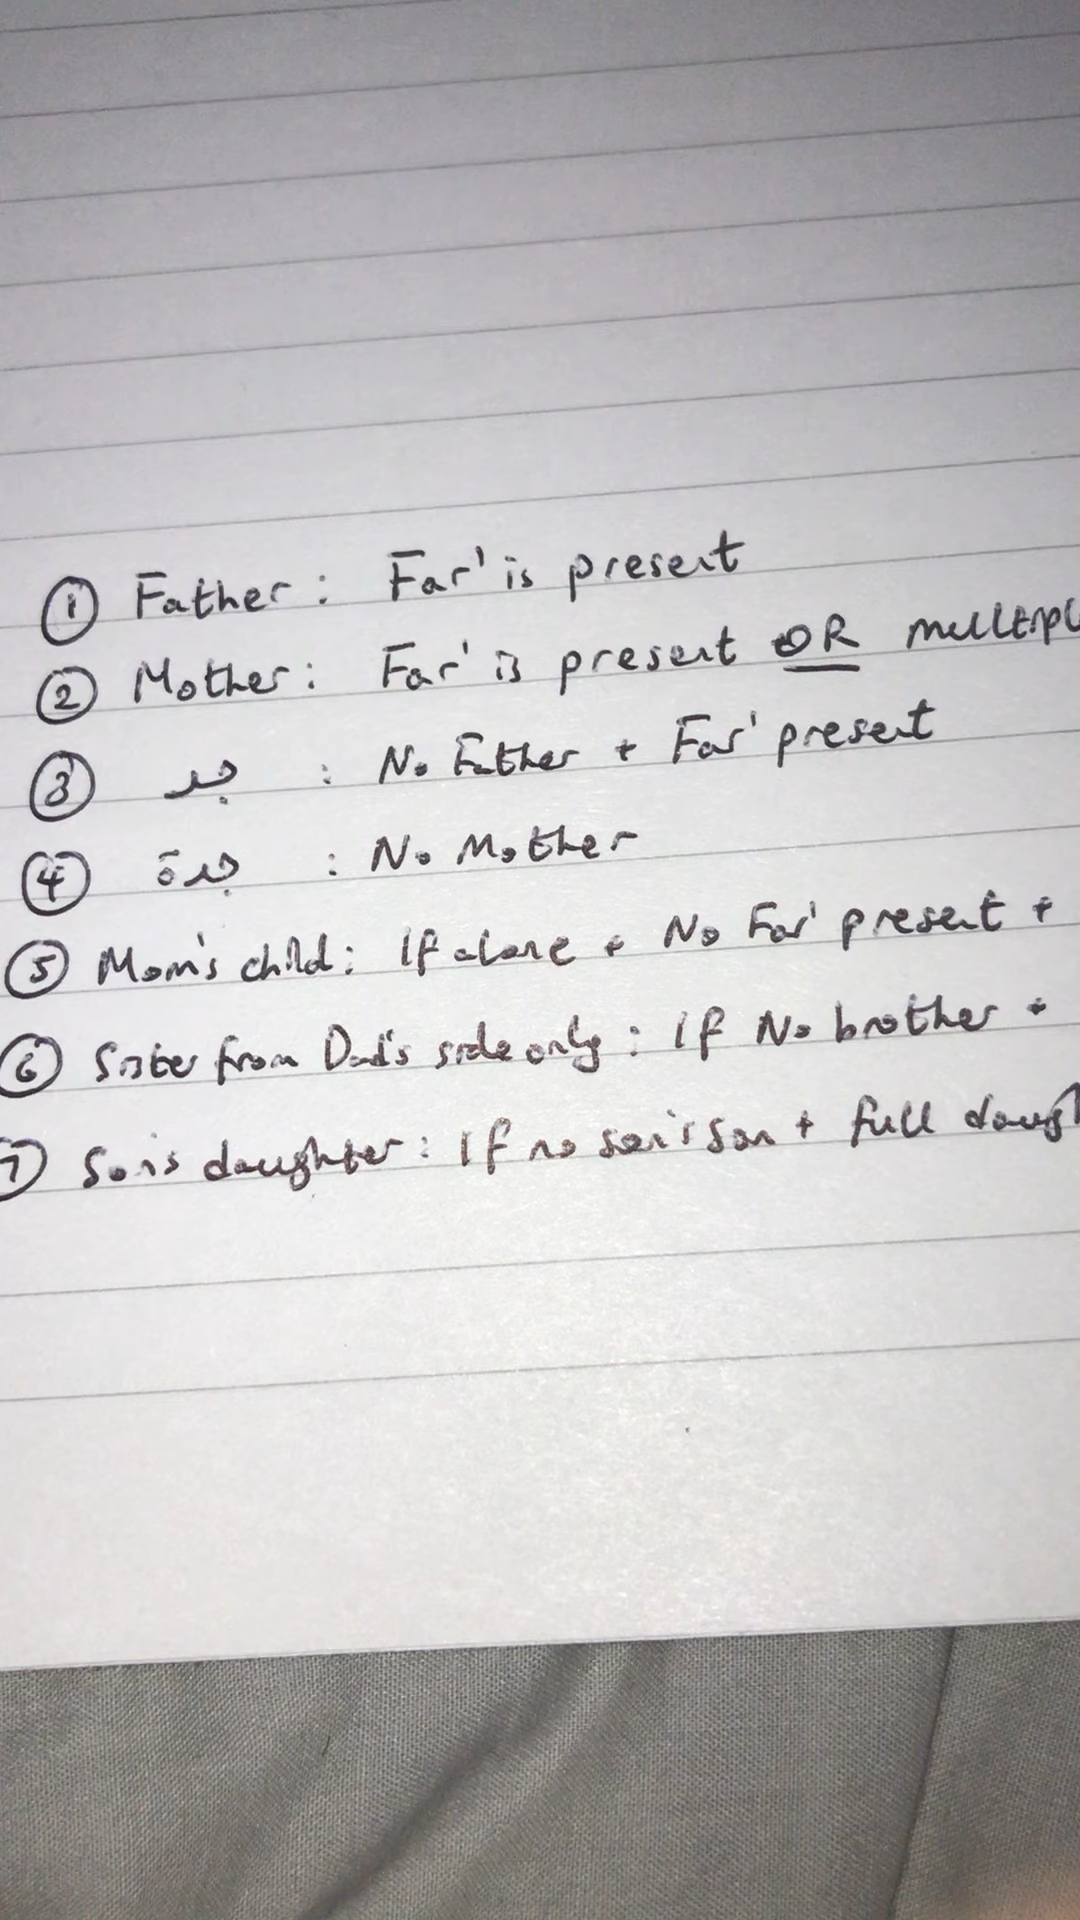 ① Father : Far' is present
② Mother : Far' is present OR multipl
③ جد : No Father + Far' present
④ جدة : No Mother
⑤ Mom's child : If alone + No Far' present +
⑥ Sister from Dad's side only : If No brother +
⑦ Son's daughter : If no son's son + full daugh